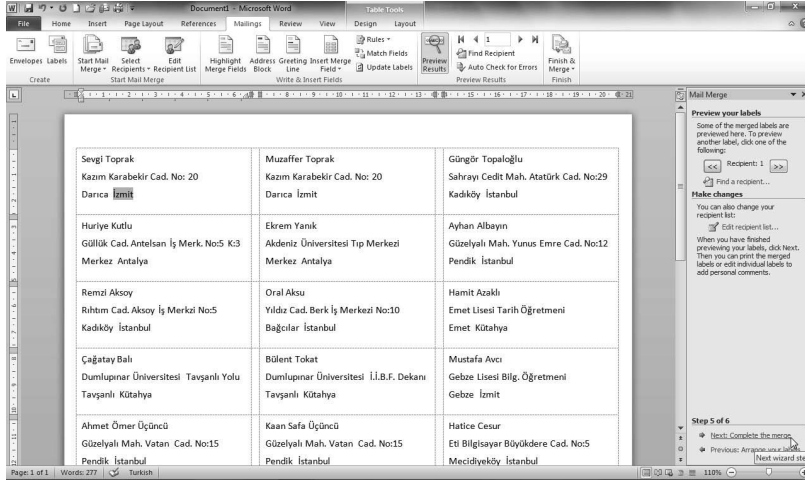 Document1 - Microsoft Word
Table Tools
File Home Insert Page Layout References Mailings Review View Design Layout
Envelopes Labels
Start Mail Merge
Select Recipients
Edit Recipient List
Highlight Merge Fields
Address Block
Greeting Line
Insert Merge Field
Rules
Match Fields
Update Labels
Preview Results
1
Find Recipient
Auto Check for Errors
Finish & Merge
Create Start Mail Merge Write & Insert Fields Preview Results Finish
Sevgi Toprak
Kazım Karabekir Cad. No: 20
Darıca İzmit
Muzaffer Toprak
Kazım Karabekir Cad. No: 20
Darıca İzmit
Güngör Topaloğlu
Sahrayı Cedit Mah. Atatürk Cad. No:29
Kadıköy İstanbul
Huriye Kutlu
Güllük Cad. Antelsan İş Merk. No:5 K:3
Merkez Antalya
Ekrem Yanık
Akdeniz Üniversitesi Tıp Merkezi
Merkez Antalya
Ayhan Albayın
Güzelyalı Mah. Yunus Emre Cad. No:12
Pendik İstanbul
Remzi Aksoy
Rıhtım Cad. Aksoy İş Merkzi No:5
Kadıköy İstanbul
Oral Aksu
Yıldız Cad. Berk İş Merkezi No:10
Bağcılar İstanbul
Hamit Azaklı
Emet Lisesi Tarih Öğretmeni
Emet Kütahya
Çağatay Balı
Dumlupınar Üniversitesi Tavşanlı Yolu
Tavşanlı Kütahya
Bülent Tokat
Dumlupınar Üniversitesi İ.İ.B.F. Dekanı
Tavşanlı Kütahya
Mustafa Avcı
Gebze Lisesi Bilg. Öğretmeni
Gebze İzmit
Ahmet Ömer Üçüncü
Güzelyalı Mah. Vatan Cad. No:15
Pendik İstanbul
Kaan Safa Üçüncü
Güzelyalı Mah. Vatan Cad. No:15
Pendik İstanbul
Hatice Cesur
Eti Bilgisayar Büyükdere Cad. No:5
Mecidiyeköy İstanbul
Mail Merge
Preview your labels
Some of the merged labels are
previewed here. To preview
another label, click one of the
following:
<< Recipient: 1 >>
Find a recipient...
Make changes
You can also change your
recipient list:
Edit recipient list...
When you have finished
previewing your labels, click Next.
Then you can print the merged
labels or edit individual labels to
add personal comments.
Step 5 of 6
Next: Complete the merge
Previous: Arrange your labels
Next wizard ste
Page: 1 of 1 Words: 277 Turkish 110%